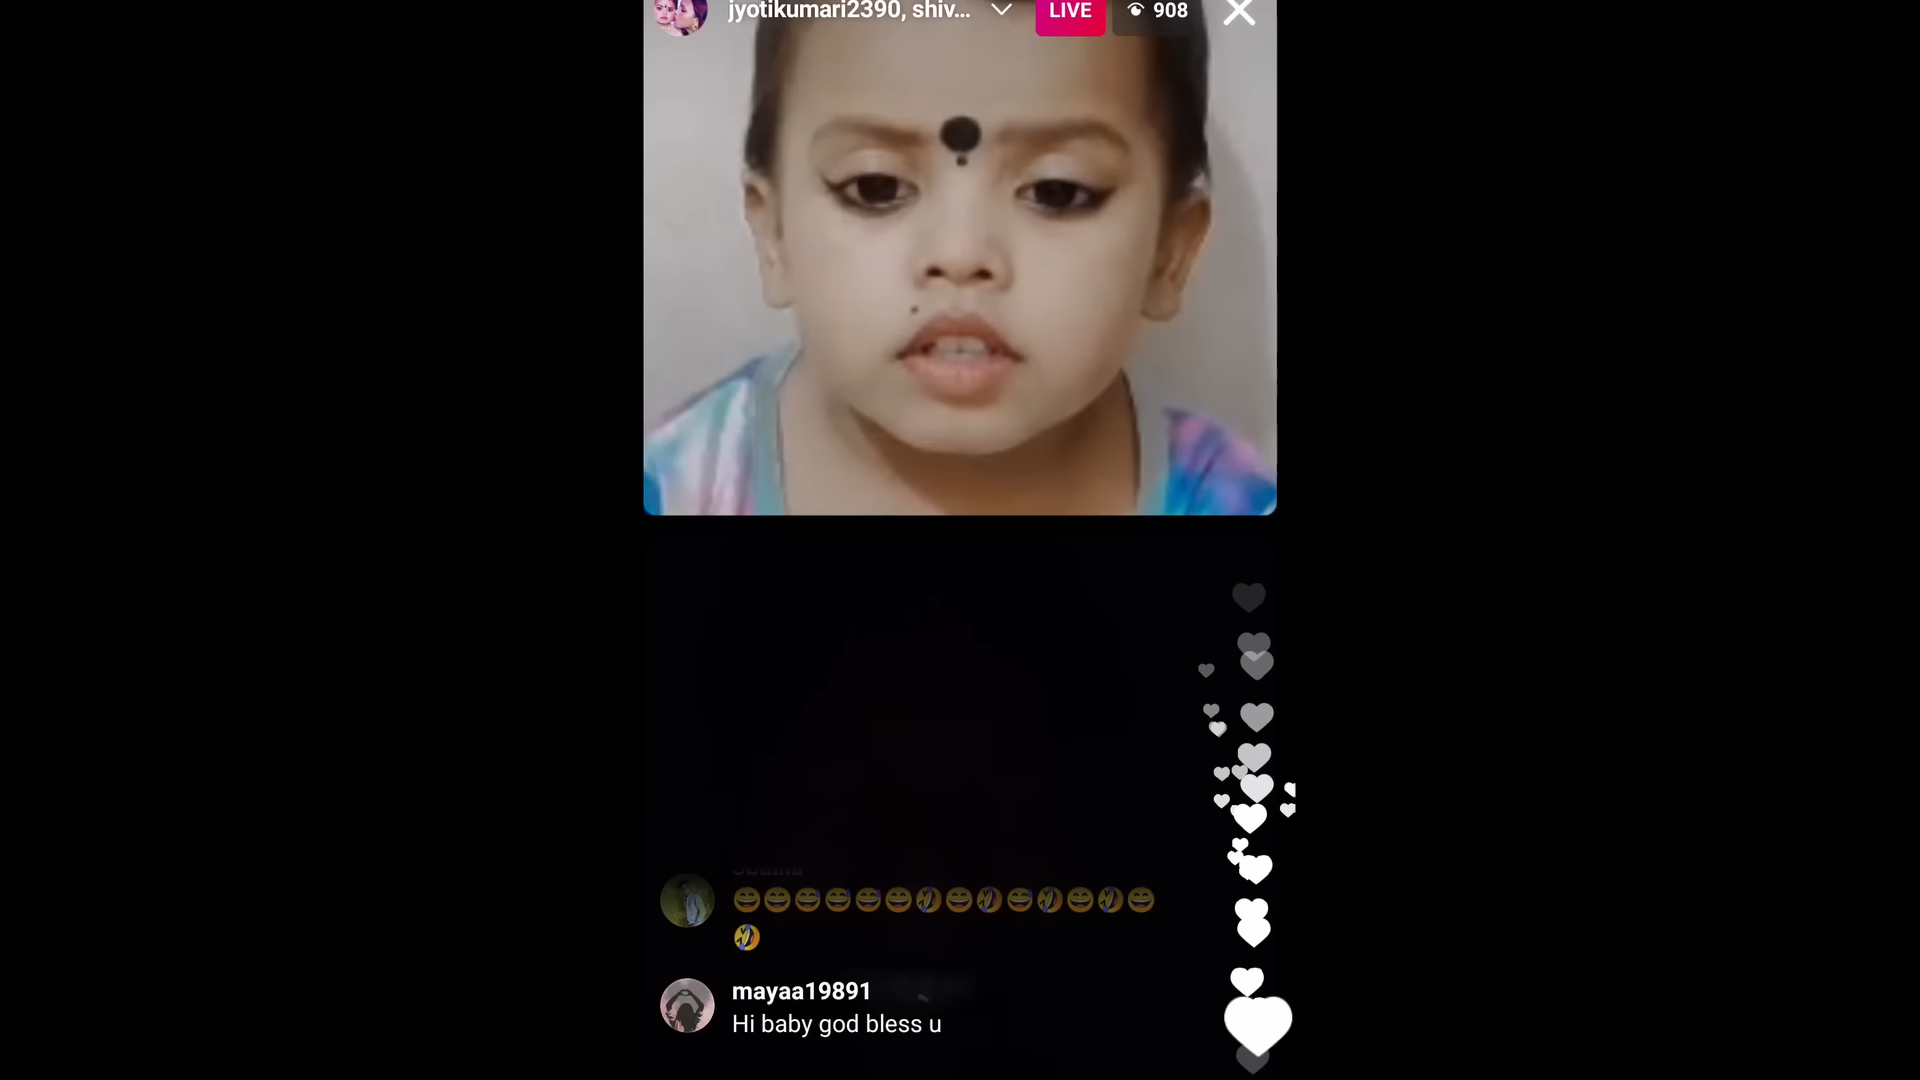 jyotikumari2390, shiv...
LIVE
908
😄😄😅😅😅😄🤣😄🤣😅🤣😄🤣😄
🤣
mayaa19891
Hi baby god bless u